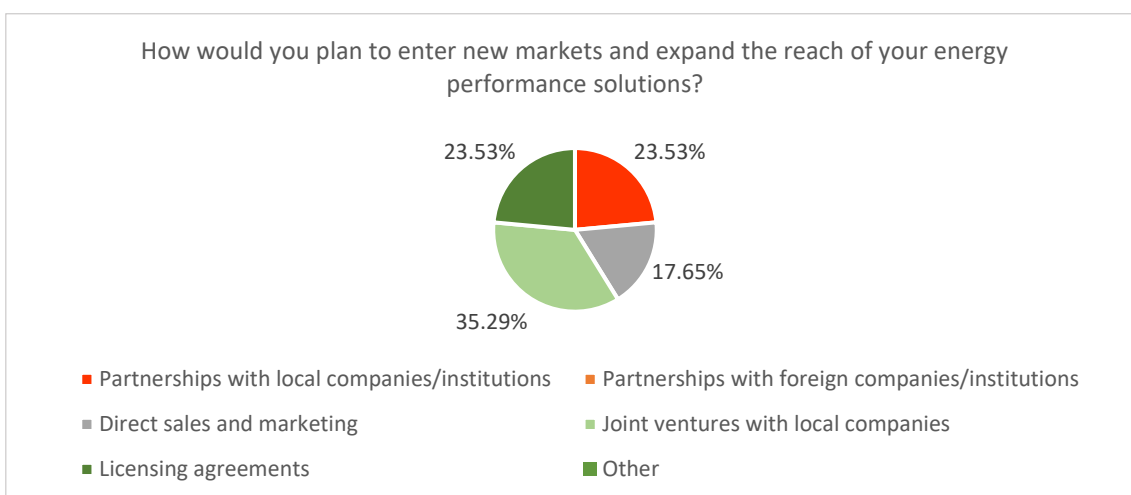 How would you plan to enter new markets and expand the reach of your energy
performance solutions?
23.53% 23.53%
17.65%
35.29%
Partnerships with local companies/institutions Partnerships with foreign companies/institutions
Direct sales and marketing Joint ventures with local companies
Licensing agreements Other